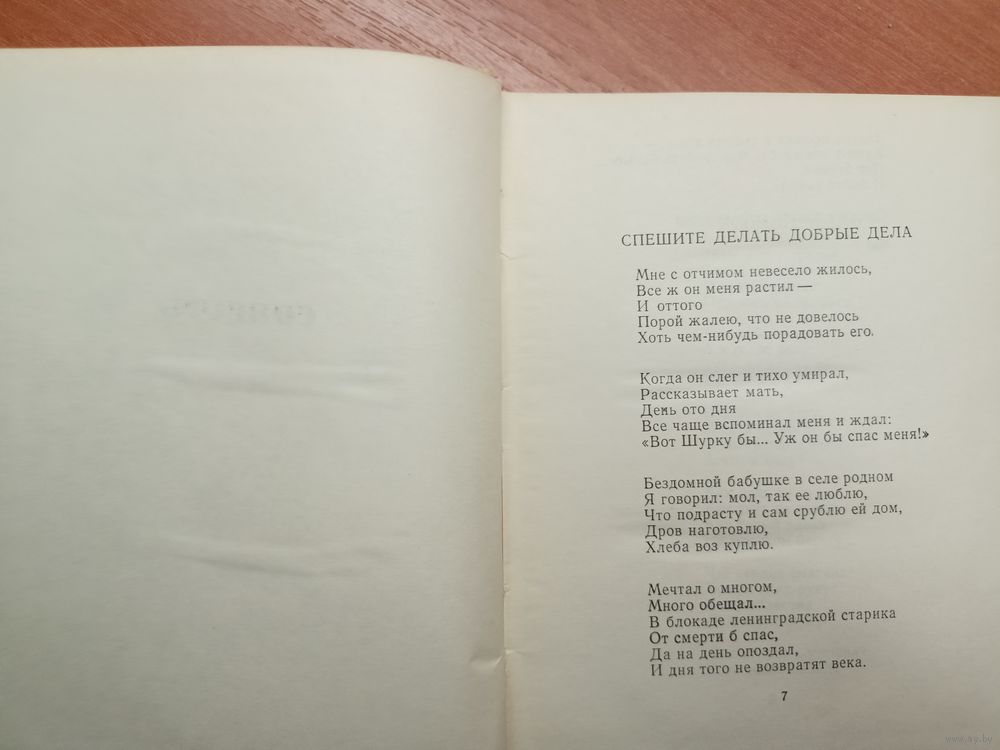 СПЕШИТЕ ДЕЛАТЬ ДОБРЫЕ ДЕЛА
Мне с отчимом невесело жилось,
Все ж он меня растил —
И оттого
Порой жалею, что не довелось
Хоть чем-нибудь порадовать его.
Когда он слег и тихо умирал,
Рассказывает мать,
День ото дня
Все чаще вспоминал меня и ждал:
«Вот Шурку бы... Уж он бы спас меня!»
Бездомной бабушке в селе родном
Я говорил: мол, так ее люблю,
Что подрасту и сам срублю ей дом,
Дров наготовлю,
Хлеба воз куплю.
Мечтал о многом,
Много обещал...
В блокаде ленинградской старика
От смерти б спас,
Да на день опоздал,
И дня того не возвратят века.
7
www.ay.by